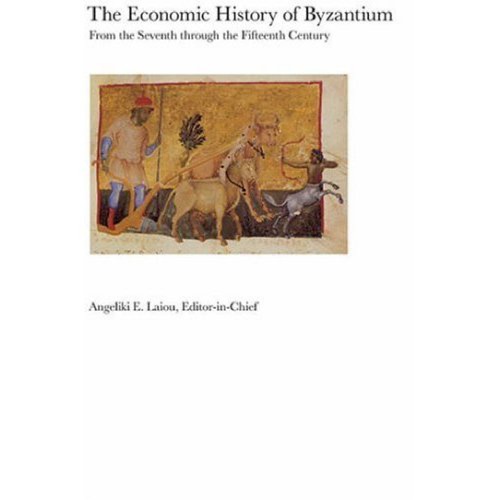 The Economic History of Byzantium
From the Seventh through the Fifteenth Century
Angeliki E. Laiou, Editor-in-Chief